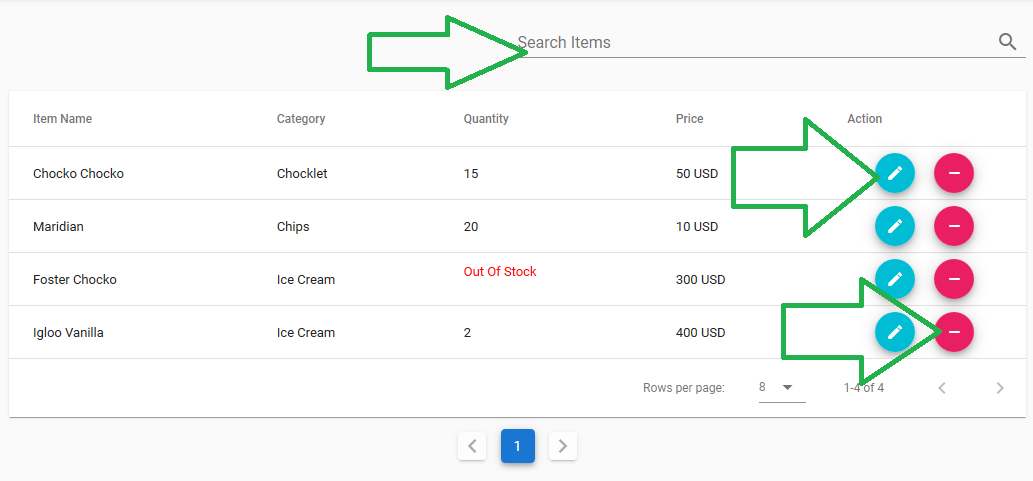 Search Items
Item Name Category Quantity Price Action
Chocko Chocko Chocklet 15 50 USD
Maridian Chips 20 10 USD
Foster Chocko Ice Cream Out Of Stock 300 USD
Igloo Vanilla Ice Cream 2 400 USD
Rows per page: 8 1-4 of 4
1